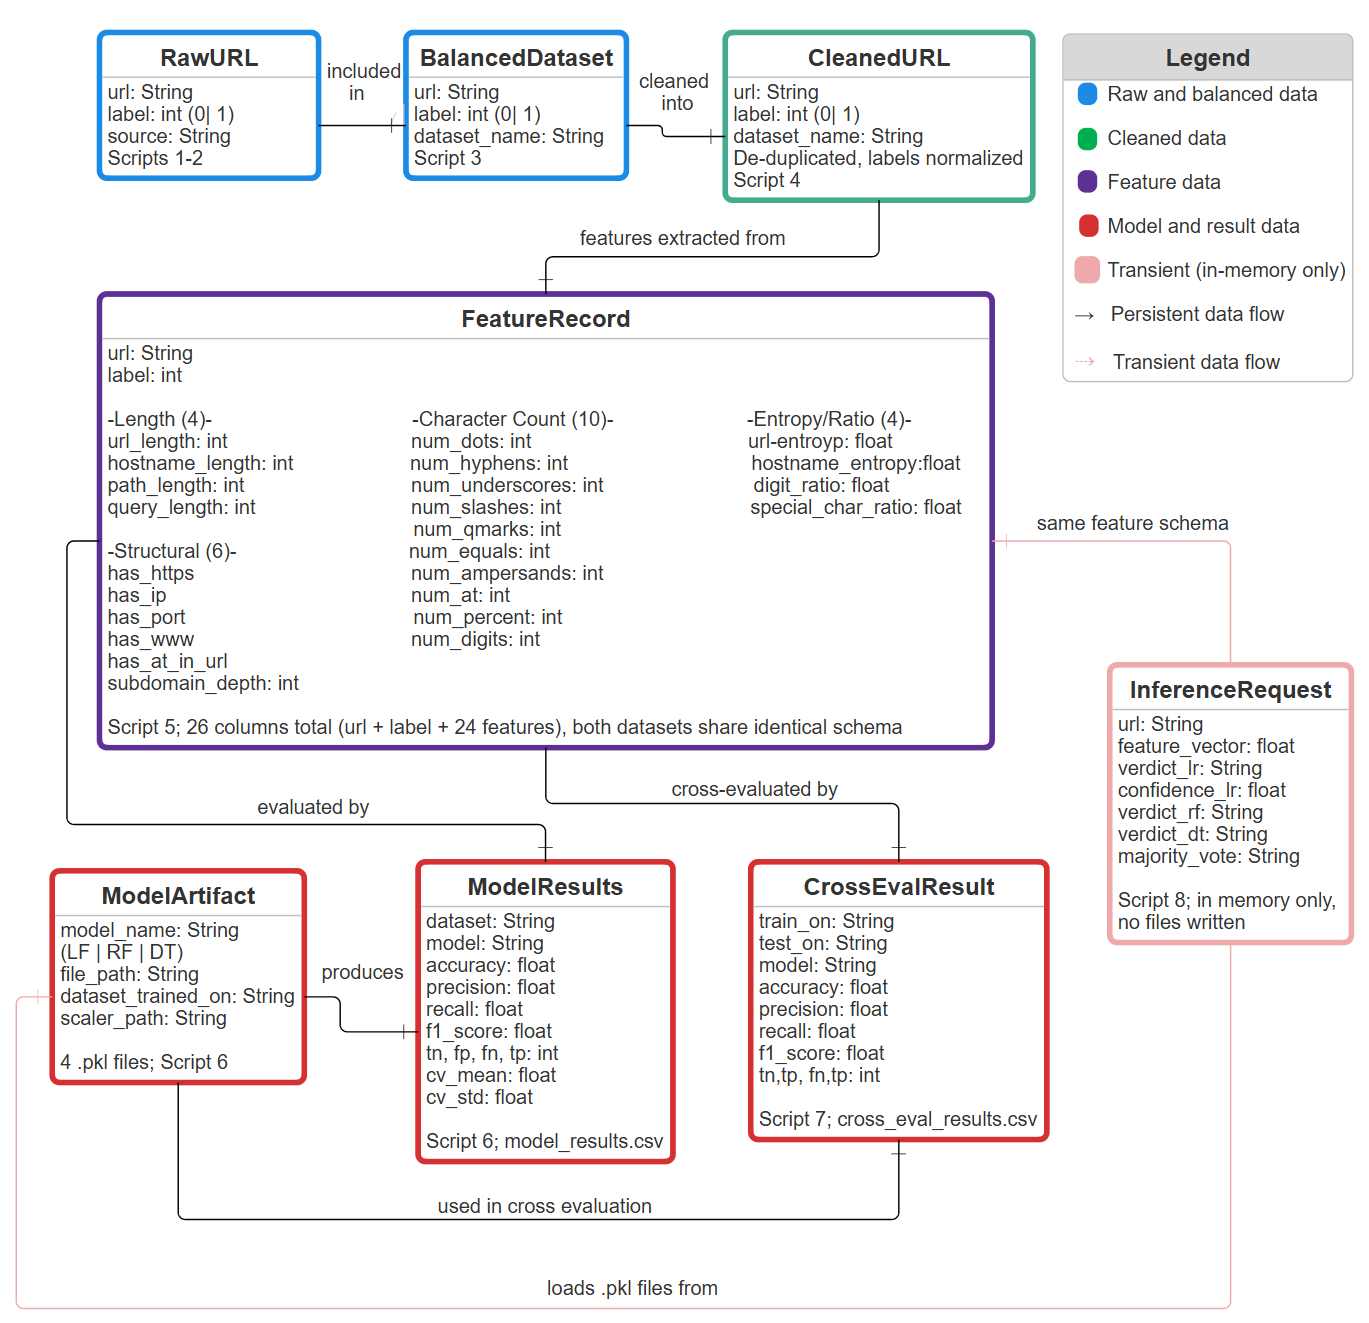 RawURL
url: String
label: int (0| 1)
source: String
Scripts 1-2
included
in
BalancedDataset
url: String
label: int (0| 1)
dataset_name: String
Script 3
cleaned
into
CleanedURL
url: String
label: int (0| 1)
dataset_name: String
De-duplicated, labels normalized
Script 4
Legend
Raw and balanced data
Cleaned data
Feature data
Model and result data
Transient (in-memory only)
Persistent data flow
Transient data flow
features extracted from
FeatureRecord
url: String
label: int
-Length (4)-
url_length: int
hostname_length: int
path_length: int
query_length: int
-Structural (6)-
has_https
has_ip
has_port
has_www
has_at_in_url
subdomain_depth: int
-Character Count (10)-
num_dots: int
num_hyphens: int
num_underscores: int
num_slashes: int
num_qmarks: int
num_equals: int
num_ampersands: int
num_at: int
num_percent: int
num_digits: int
-Entropy/Ratio (4)-
url-entroyp: float
hostname_entropy:float
digit_ratio: float
special_char_ratio: float
Script 5; 26 columns total (url + label + 24 features), both datasets share identical schema
same feature schema
InferenceRequest
url: String
feature_vector: float
verdict_lr: String
confidence_lr: float
verdict_rf: String
verdict_dt: String
majority_vote: String
Script 8; in memory only,
no files written
evaluated by
cross-evaluated by
ModelArtifact
model_name: String
(LF | RF | DT)
file_path: String
dataset_trained_on: String
scaler_path: String
4 .pkl files; Script 6
produces
ModelResults
dataset: String
model: String
accuracy: float
precision: float
recall: float
f1_score: float
tn, fp, fn, tp: int
cv_mean: float
cv_std: float
Script 6; model_results.csv
CrossEvalResult
train_on: String
test_on: String
model: String
accuracy: float
precision: float
recall: float
f1_score: float
tn,tp, fn,tp: int
Script 7; cross_eval_results.csv
used in cross evaluation
loads .pkl files from